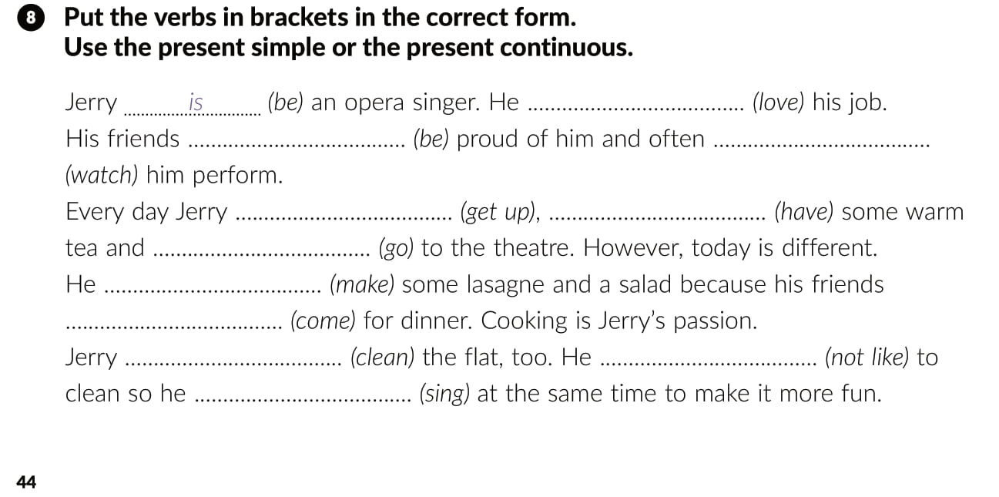 8 Put the verbs in brackets in the correct form.
Use the present simple or the present continuous.
Jerry ........is........ (be) an opera singer. He ...................................... (love) his job.
His friends ...................................... (be) proud of him and often ......................................
(watch) him perform.
Every day Jerry ...................................... (get up), ...................................... (have) some warm
tea and ...................................... (go) to the theatre. However, today is different.
He ...................................... (make) some lasagne and a salad because his friends
...................................... (come) for dinner. Cooking is Jerry’s passion.
Jerry ...................................... (clean) the flat, too. He ...................................... (not like) to
clean so he ...................................... (sing) at the same time to make it more fun.
44